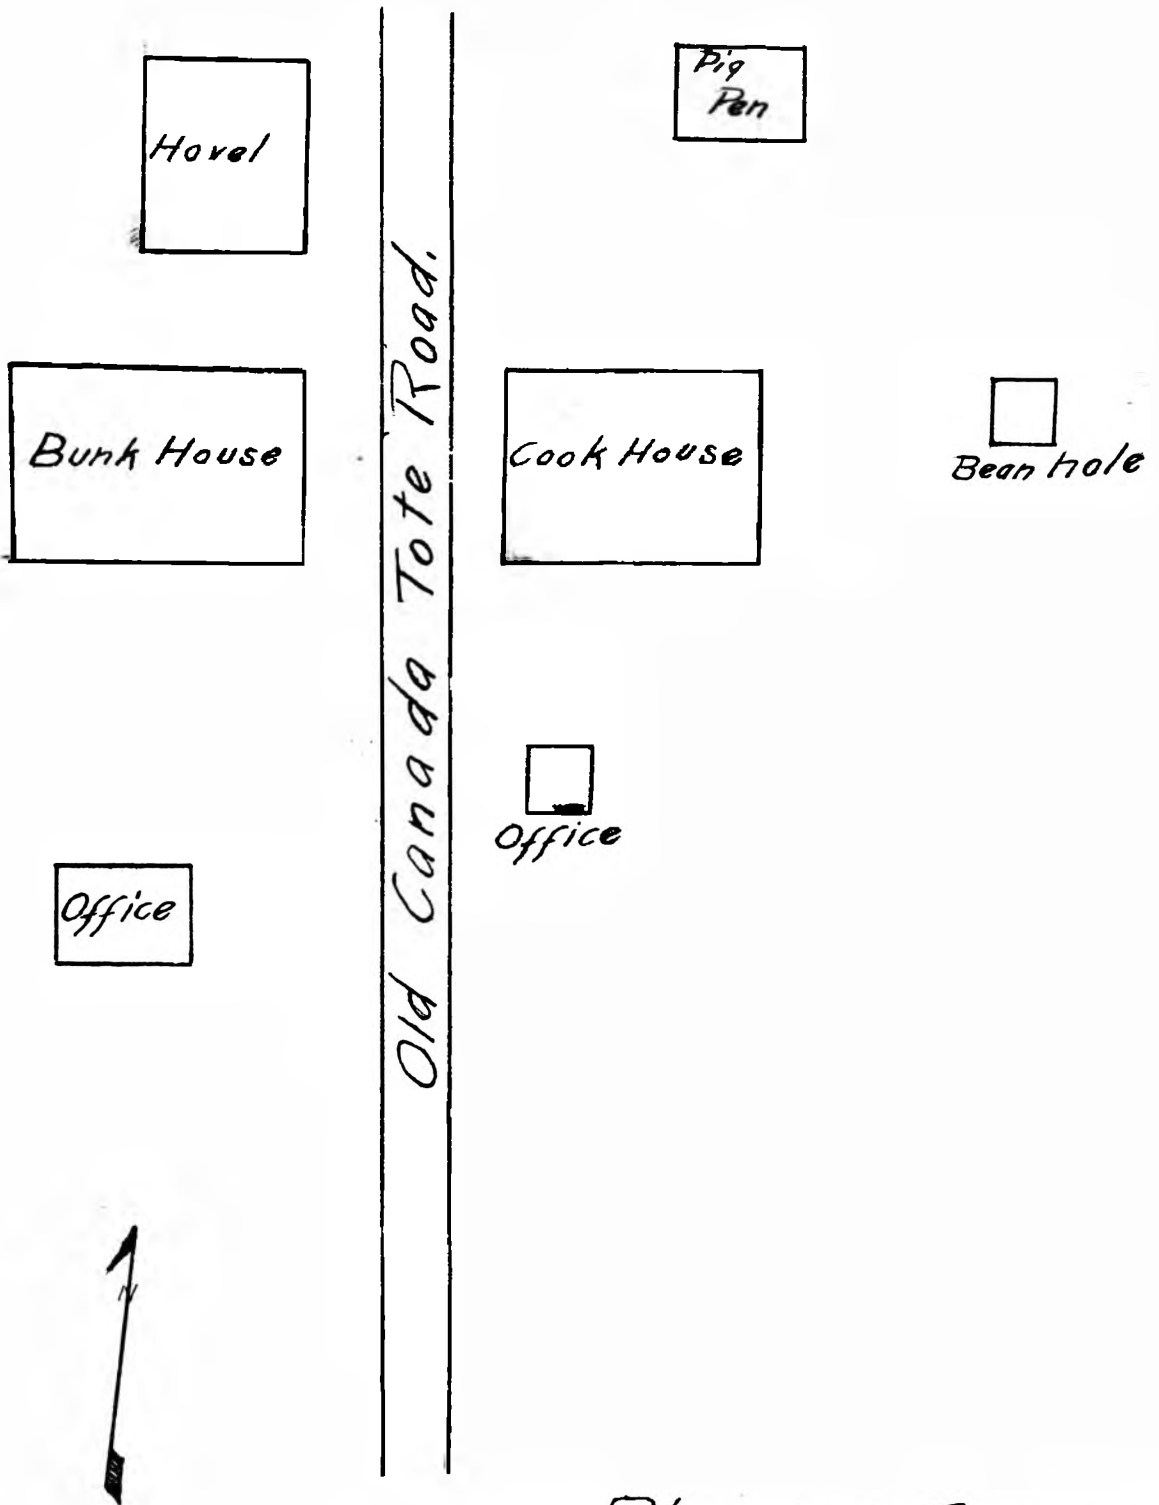 Pig
Pen
Hovel
Old Canada Tote Road.
Bunk House
Cook House
Bean hole
Office
Office
N